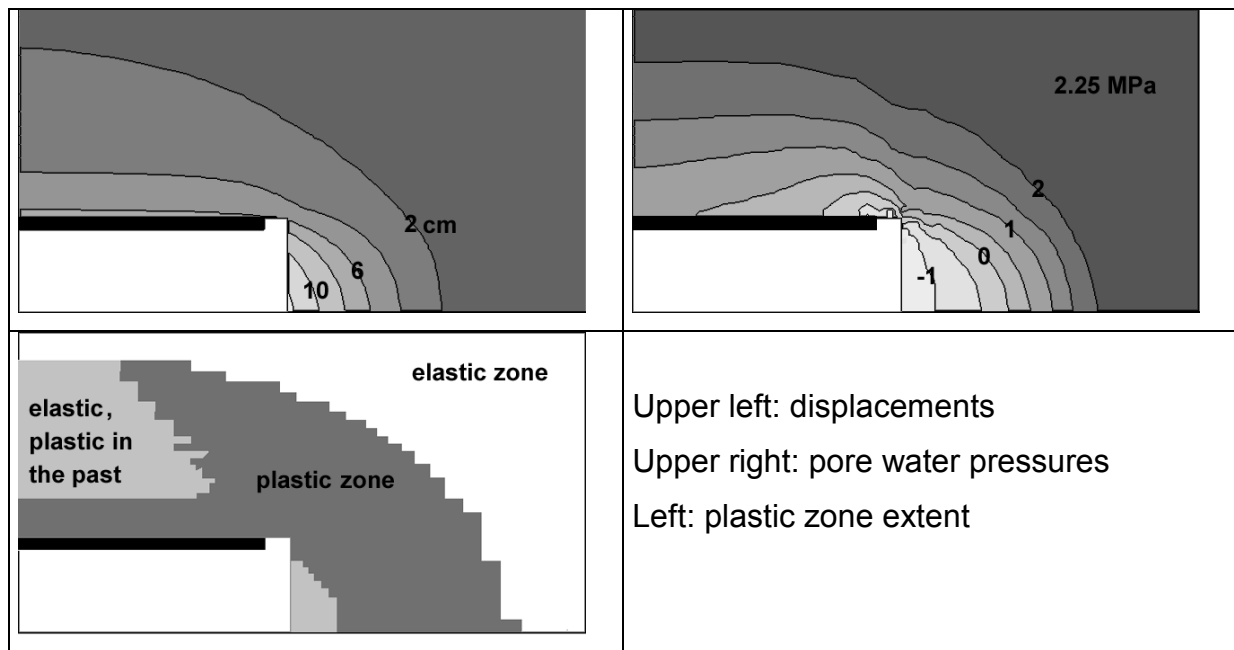 2 cm
6
10
2.25 MPa
2
1
0
-1
elastic zone
elastic,
plastic in
the past
plastic zone
Upper left: displacements
Upper right: pore water pressures
Left: plastic zone extent